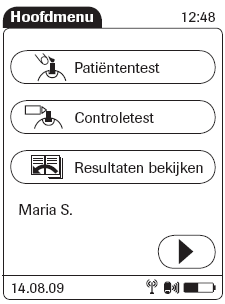 Hoofdmenu 12:48
Patiëntentest
Controletest
Resultaten bekijken
Maria S.
14.08.09